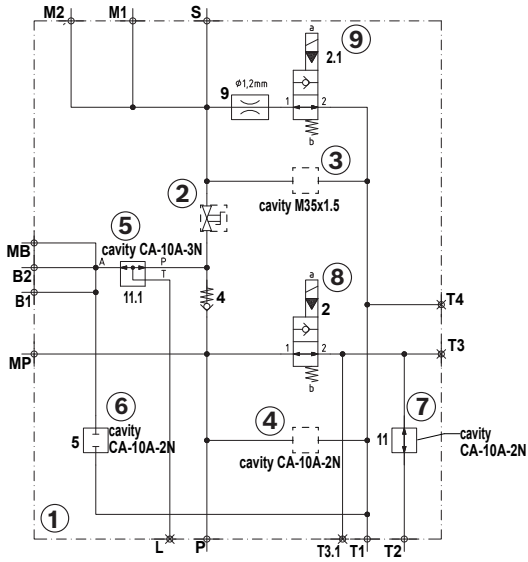 M2 M1 S
a
9
2.1
Ø1,2mm
9
1 2
b
3
2
cavity M35x1.5
5
cavity CA-10A-3N
MB
A P
B2
T
11.1
4
B1
a
8
2
T4
1 2
T3
MP
b
6
cavity
CA-10A-2N
5
4
cavity CA-10A-2N
7
11
cavity
CA-10A-2N
1
L P T3.1 T1 T2